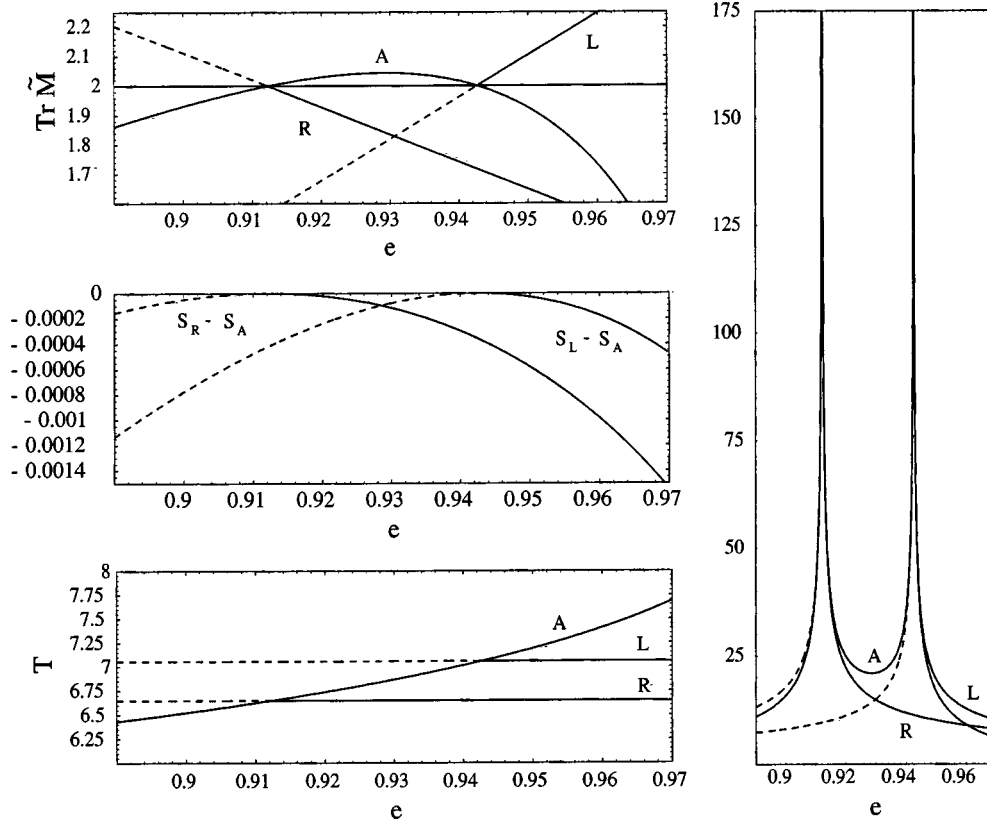 2.2
2.1
2.05
2
1.9
1.8
1.7
Tr M̃
A
L
R
0.9 0.91 0.92 0.93 0.94 0.95 0.96 0.97
e
0
- 0.0002
- 0.0004
- 0.0006
- 0.0008
- 0.001
- 0.0012
- 0.0014
S_R - S_A
S_L - S_A
0.9 0.91 0.92 0.93 0.94 0.95 0.96 0.97
e
8
7.75
7.5
7.25
7
6.75
6.5
6.25
T
A
L
R
0.9 0.91 0.92 0.93 0.94 0.95 0.96 0.97
e
175
150
125
100
75
50
25
A
L
R
0.9 0.92 0.94 0.96
e